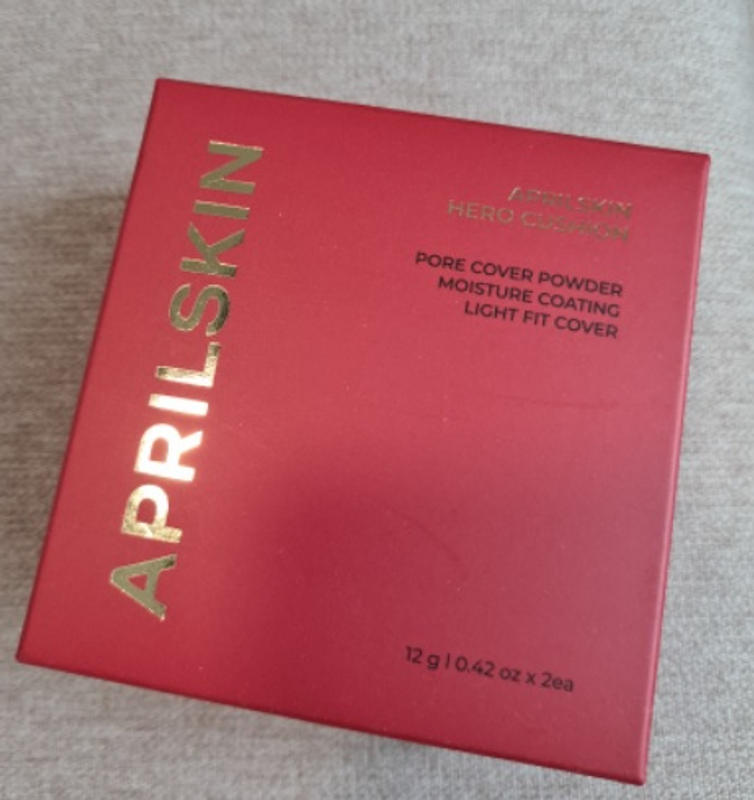 APRILSKIN
APRILSKIN
HERO CUSHION
PORE COVER POWDER
MOISTURE COATING
LIGHT FIT COVER
12 g | 0.42 oz x 2ea